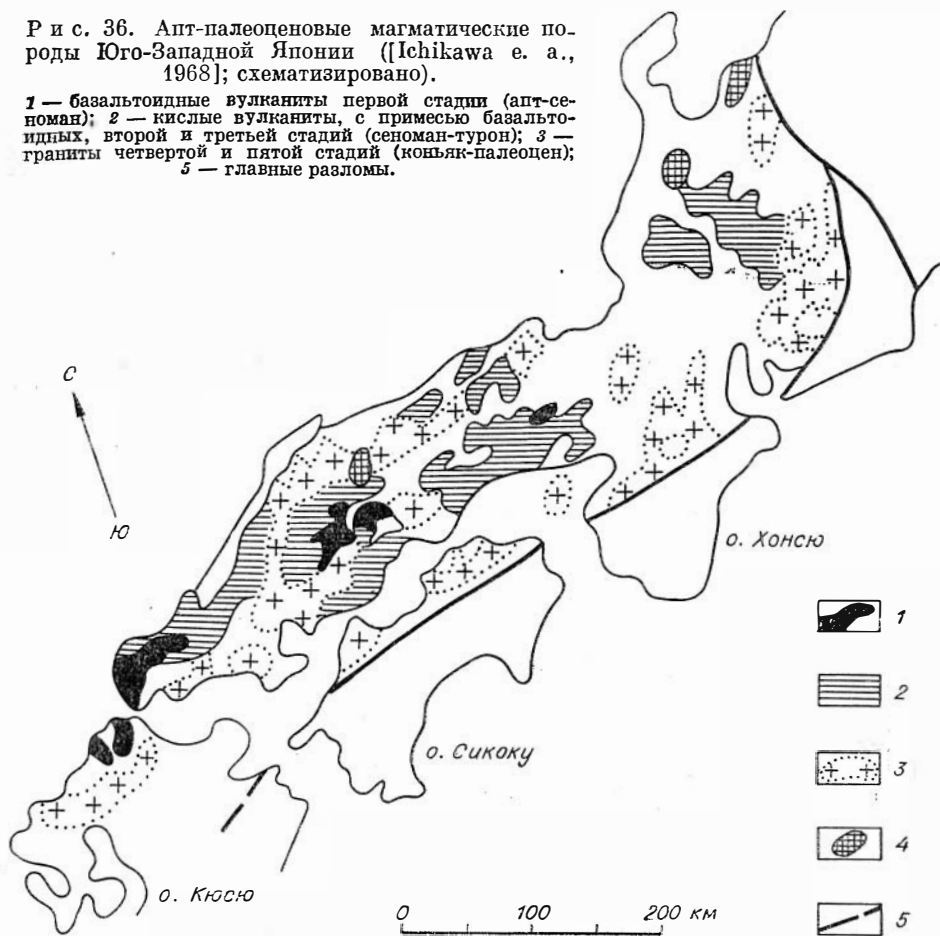 Рис. 36. Апт-палеоценовые магматические по-
роды Юго-Западной Японии ([Ichikawa e. a.,
1968]; схематизировано).
1 — базальтоидные вулканиты первой стадии (апт-се-
номан); 2 — кислые вулканиты, с примесью базальто-
идных, второй и третьей стадий (сеноман-турон); 3 —
граниты четвертой и пятой стадий (коньяк-палеоцен);
5 — главные разломы.
С
Ю
о. Хонсю
о. Сикоку
о. Кюсю
1
2
3
4
5
0 100 200 км